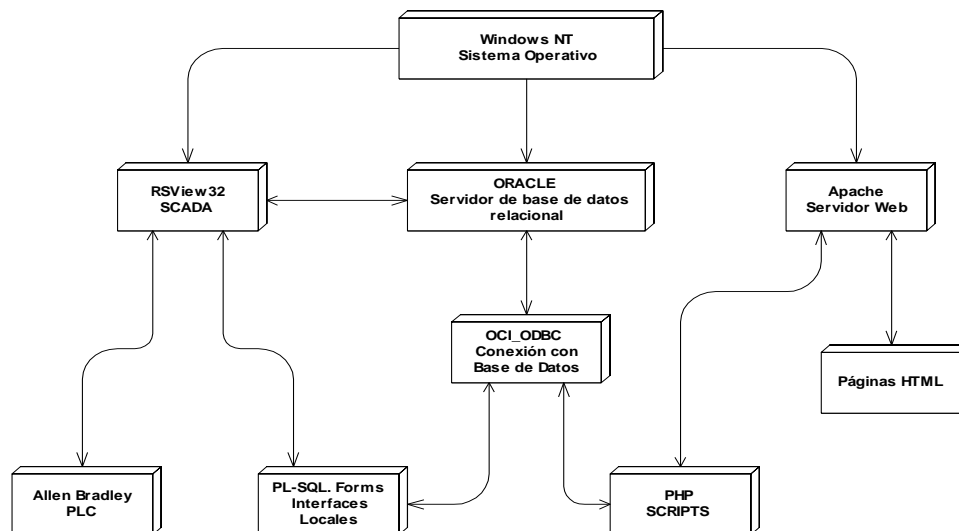 Windows NT
Sistema Operativo
RSView32
SCADA
ORACLE
Servidor de base de datos
relacional
Apache
Servidor Web
OCI_ODBC
Conexión con
Base de Datos
Páginas HTML
Allen Bradley
PLC
PL-SQL. Forms
Interfaces
Locales
PHP
SCRIPTS